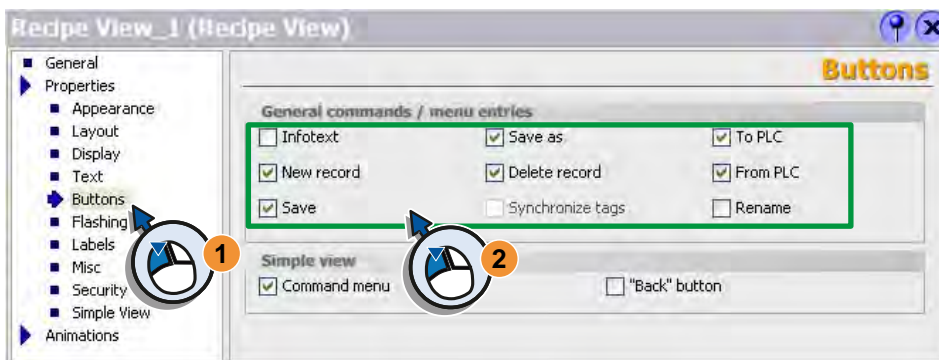 Recipe View_1 (Recipe View)
General
Properties
Appearance
Layout
Display
Text
Buttons
Flashing
Labels
Misc
Security
Simple View
Animations
1
Buttons
General commands / menu entries
Infotext Save as To PLC
New record Delete record From PLC
Save Synchronize tags Rename
2
Simple view
Command menu "Back" button